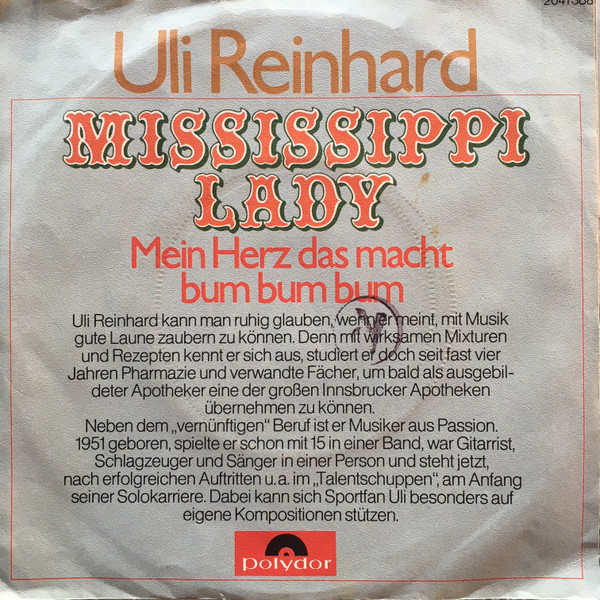 Uli Reinhard
MISSISSIPPI
LADY
Mein Herz das macht
bum bum bum
Uli Reinhard kann man ruhig glauben, wenn er meint, mit Musik
gute Laune zaubern zu können. Denn mit wirksamen Mixturen
und Rezepten kennt er sich aus, studiert er doch seit fast vier
Jahren Pharmazie und verwandte Fächer, um bald als ausgebil-
deter Apotheker eine der großen Innsbrucker Apotheken
übernehmen zu können.
Neben dem „vernünftigen“ Beruf ist er Musiker aus Passion.
1951 geboren, spielte er schon mit 15 in einer Band, war Gitarrist,
Schlagzeuger und Sänger in einer Person und steht jetzt,
nach erfolgreichen Auftritten u. a. im „Talentschuppen“, am Anfang
seiner Solokarriere. Dabei kann sich Sportfan Uli besonders auf
eigene Kompositionen stützen.
polydor